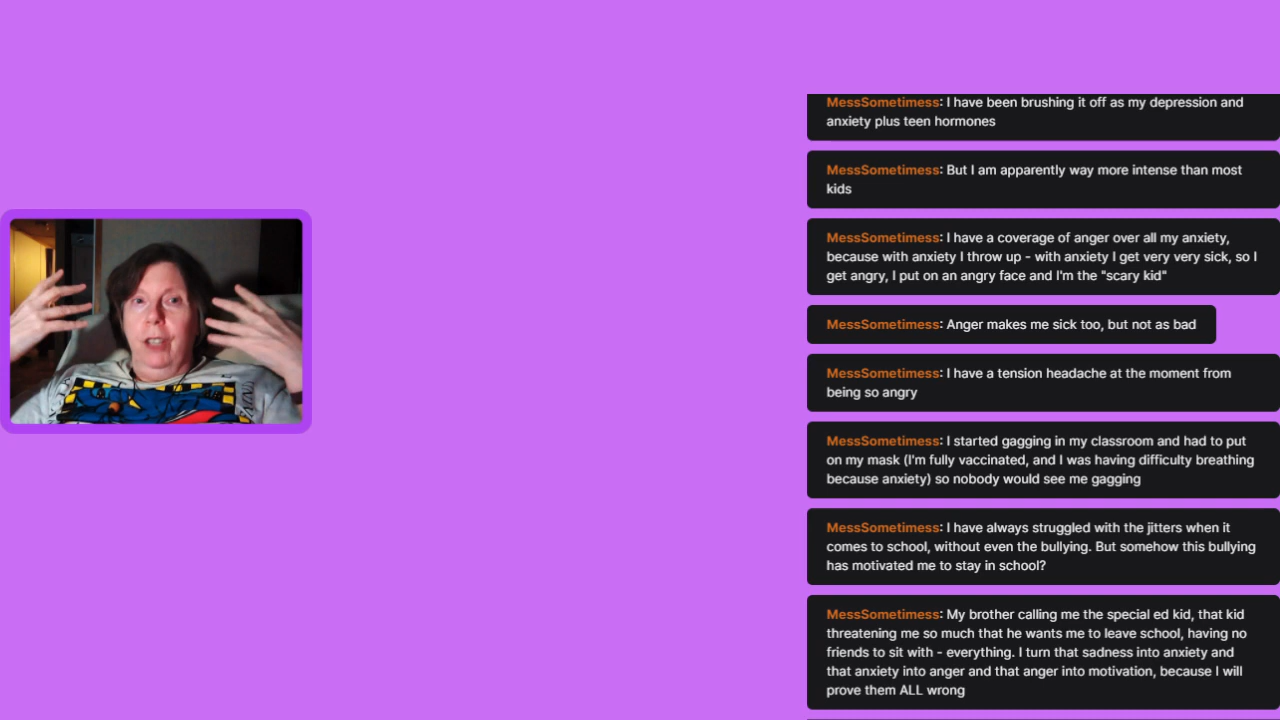 MessSometimess: I have been brushing it off as my depression and
anxiety plus teen hormones
MessSometimess: But I am apparently way more intense than most
kids
MessSometimess: I have a coverage of anger over all my anxiety,
because with anxiety I throw up - with anxiety I get very very sick, so I
get angry, I put on an angry face and I'm the "scary kid"
MessSometimess: Anger makes me sick too, but not as bad
MessSometimess: I have a tension headache at the moment from
being so angry
MessSometimess: I started gagging in my classroom and had to put
on my mask (I'm fully vaccinated, and I was having difficulty breathing
because anxiety) so nobody would see me gagging
MessSometimess: I have always struggled with the jitters when it
comes to school, without even the bullying. But somehow this bullying
has motivated me to stay in school?
MessSometimess: My brother calling me the special ed kid, that kid
threatening me so much that he wants me to leave school, having no
friends to sit with - everything. I turn that sadness into anxiety and
that anxiety into anger and that anger into motivation, because I will
prove them ALL wrong